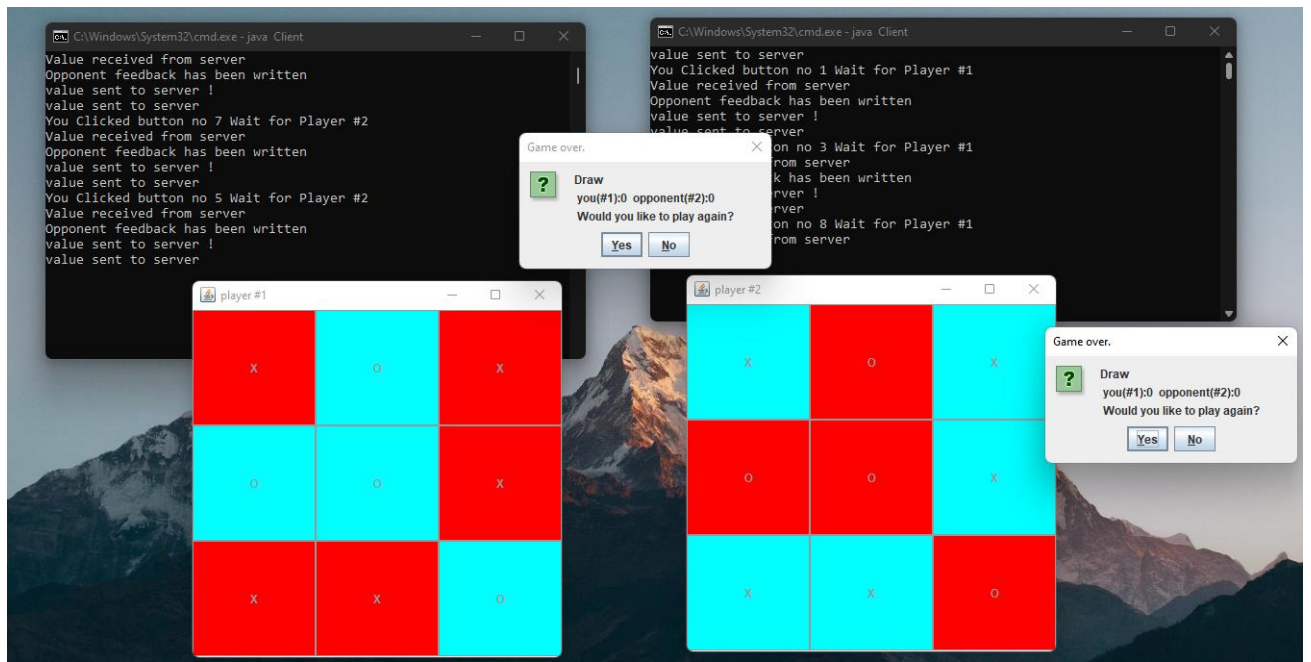 C:\Windows\System32\cmd.exe - java Client
Value received from server
Opponent feedback has been written
value sent to server !
value sent to server
You Clicked button no 7 Wait for Player #2
Value received from server
Opponent feedback has been written
value sent to server !
value sent to server
You Clicked button no 5 Wait for Player #2
Value received from server
Opponent feedback has been written
value sent to server !
value sent to server
C:\Windows\System32\cmd.exe - java Client
value sent to server
You Clicked button no 1 Wait for Player #1
Value received from server
Opponent feedback has been written
value sent to server !
value sent to server
on no 3 Wait for Player #1
from server
k has been written
rver !
rver
on no 8 Wait for Player #1
from server
Game over.
Draw
you(#1):0 opponent(#2):0
Would you like to play again?
Yes No
player #1
X O X
O O X
X X O
player #2
X O X
O O X
X X O
Game over.
Draw
you(#1):0 opponent(#2):0
Would you like to play again?
Yes No